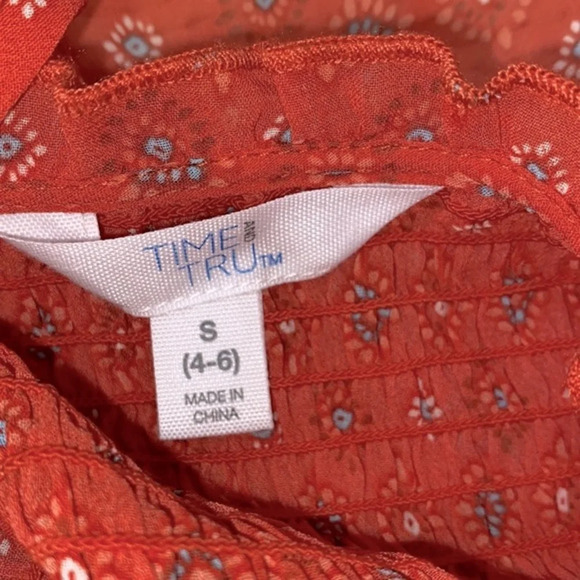 TIME AND
TRU™
S
(4-6)
MADE IN
CHINA